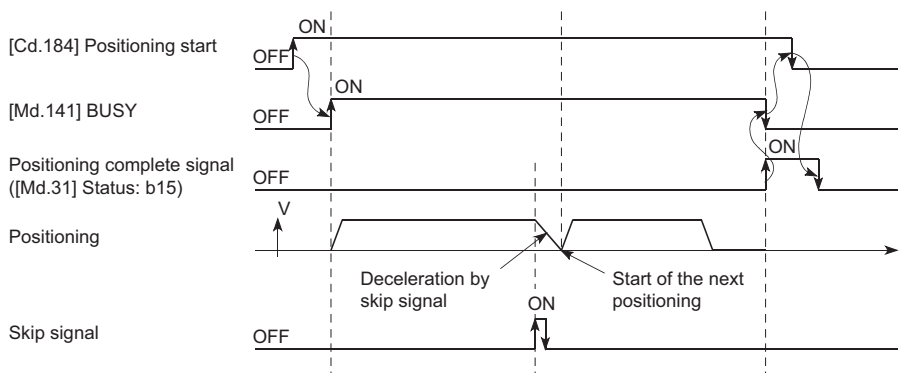 ON
[Cd.184] Positioning start
OFF
ON
[Md.141] BUSY
OFF
Positioning complete signal
([Md.31] Status: b15)
ON
OFF
V
Positioning
Deceleration by
skip signal
Start of the next
positioning
ON
Skip signal
OFF